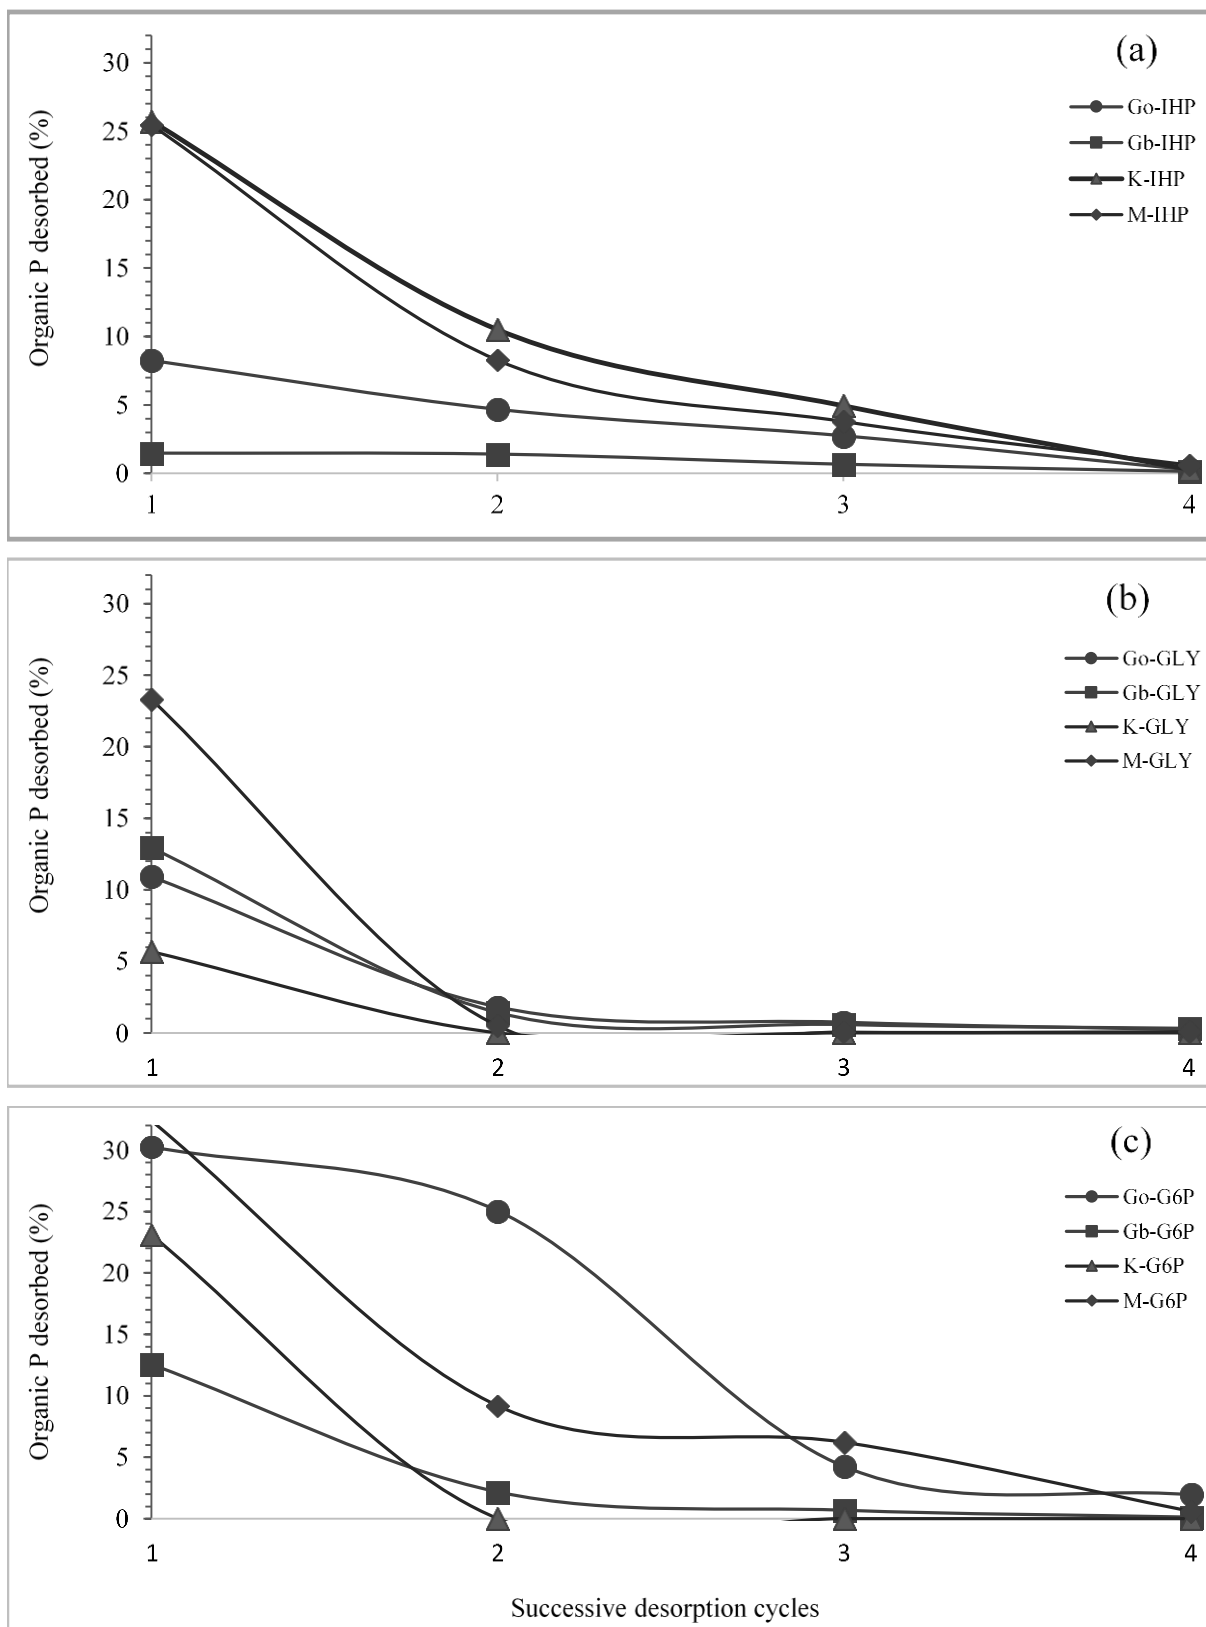 (a)
Organic P desorbed (%)
30
25
20
15
10
5
0
1 2 3 4
Go-IHP
Gb-IHP
K-IHP
M-IHP
(b)
Organic P desorbed (%)
30
25
20
15
10
5
0
1 2 3 4
Go-GLY
Gb-GLY
K-GLY
M-GLY
(c)
Organic P desorbed (%)
30
25
20
15
10
5
0
1 2 3 4
Go-G6P
Gb-G6P
K-G6P
M-G6P
Successive desorption cycles